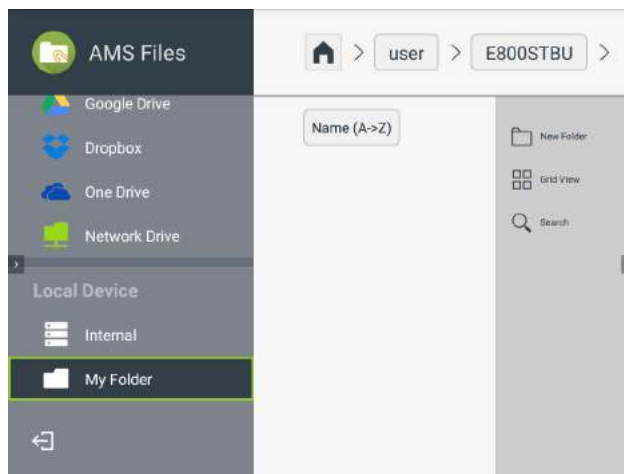 AMS Files
> user > E800STBU >
Google Drive
Dropbox
One Drive
Network Drive
Local Device
Internal
My Folder
Name (A->Z)
New Folder
Grid View
Search